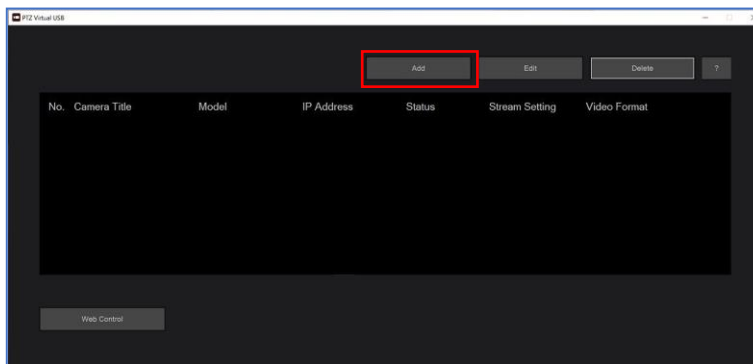 PTZ Virtual USB
Add Edit Delete ?
No. Camera Title Model IP Address Status Stream Setting Video Format
Web Control